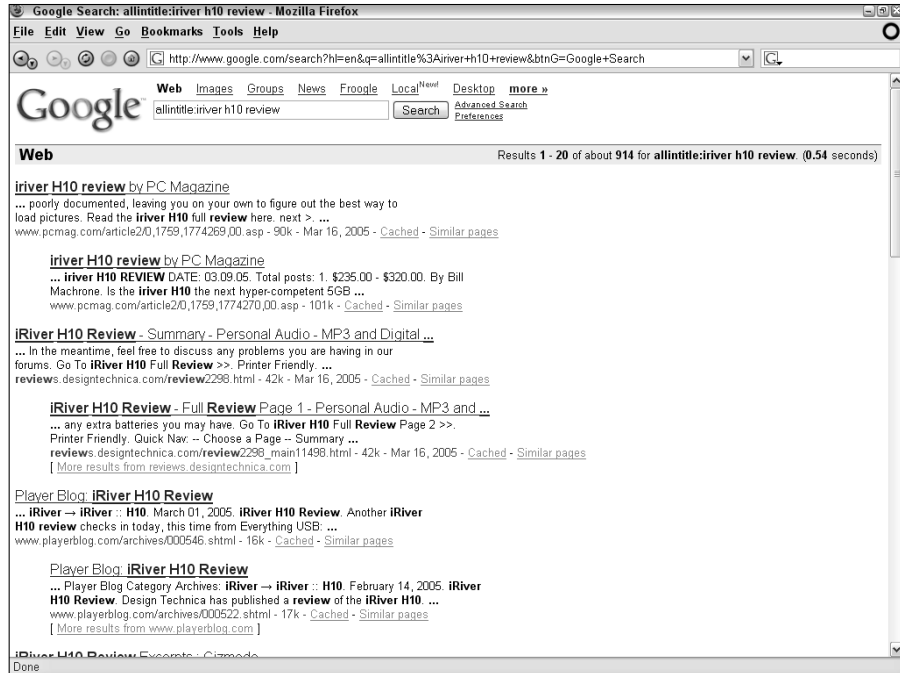 Google Search: allintitle:iriver h10 review - Mozilla Firefox
File Edit View Go Bookmarks Tools Help
http://www.google.com/search?hl=en&q=allintitle%3Airiver+h10+review&btnG=Google+Search
Web Images Groups News Froogle Local New! Desktop more »
Google
allintitle:iriver h10 review
Search
Advanced Search
Preferences
Web
Results 1 - 20 of about 914 for allintitle:iriver h10 review. (0.54 seconds)
iriver H10 review by PC Magazine
... poorly documented, leaving you on your own to figure out the best way to
load pictures. Read the iriver H10 full review here. next >. ...
www.pcmag.com/article2/0,1759,1774269,00.asp - 90k - Mar 16, 2005 - Cached - Similar pages
iriver H10 review by PC Magazine
... iriver H10 REVIEW DATE: 03.09.05. Total posts: 1. $235.00 - $320.00. By Bill
Machrone. Is the iriver H10 the next hyper-competent 5GB ...
www.pcmag.com/article2/0,1759,1774270,00.asp - 101k - Cached - Similar pages
iRiver H10 Review - Summary - Personal Audio - MP3 and Digital ...
... In the meantime, feel free to discuss any problems you are having in our
forums. Go To iRiver H10 Full Review >>. Printer Friendly. ...
reviews.designtechnica.com/review2298.html - 42k - Mar 16, 2005 - Cached - Similar pages
iRiver H10 Review - Full Review Page 1 - Personal Audio - MP3 and ...
... any extra batteries you may have. Go To iRiver H10 Full Review Page 2 >>.
Printer Friendly. Quick Nav: -- Choose a Page -- Summary ...
reviews.designtechnica.com/review2298_main11498.html - 42k - Mar 16, 2005 - Cached - Similar pages
[ More results from reviews.designtechnica.com ]
Player Blog: iRiver H10 Review
... iRiver → iRiver :: H10. March 01, 2005. iRiver H10 Review. Another iRiver
H10 review checks in today, this time from Everything USB: ...
www.playerblog.com/archives/000546.shtml - 16k - Cached - Similar pages
Player Blog: iRiver H10 Review
... Player Blog Category Archives: iRiver → iRiver :: H10. February 14, 2005. iRiver
H10 Review. Design Technica has published a review of the iRiver H10. ...
www.playerblog.com/archives/000522.shtml - 17k - Cached - Similar pages
[ More results from www.playerblog.com ]
iRiver H10 Review Excerpts : Gizmodo
Done